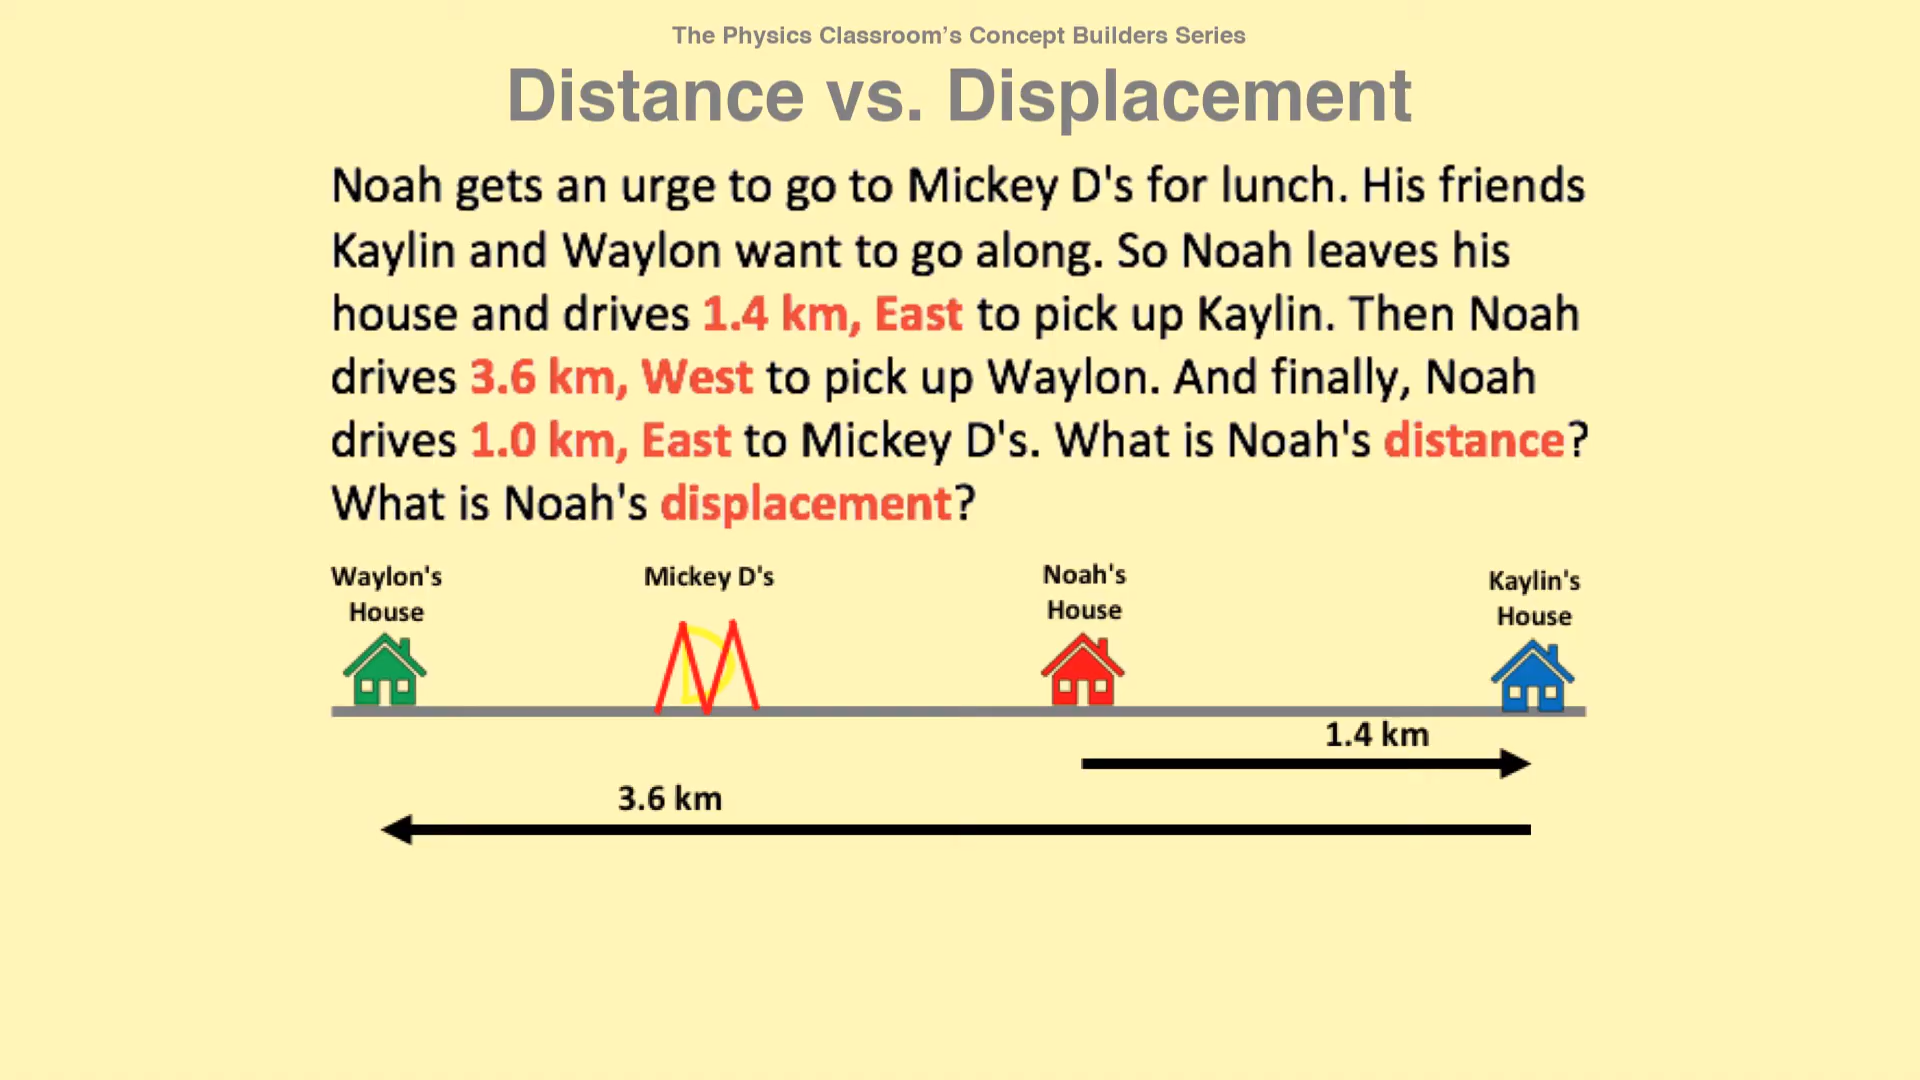 The Physics Classroom’s Concept Builders Series
Distance vs. Displacement
Noah gets an urge to go to Mickey D's for lunch. His friends
Kaylin and Waylon want to go along. So Noah leaves his
house and drives 1.4 km, East to pick up Kaylin. Then Noah
drives 3.6 km, West to pick up Waylon. And finally, Noah
drives 1.0 km, East to Mickey D's. What is Noah's distance?
What is Noah's displacement?
Waylon's
House
Mickey D's
Noah's
House
Kaylin's
House
1.4 km
3.6 km